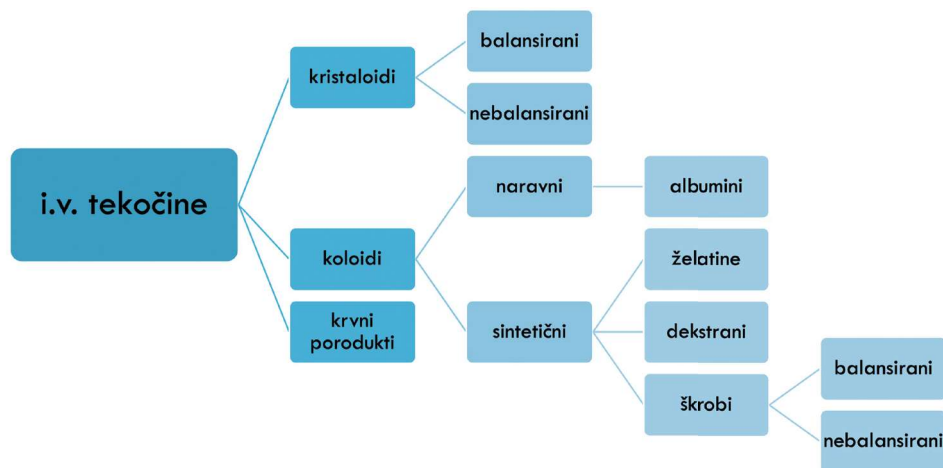 i.v. tekočine
kristaloidi
balansirani
nebalansirani
koloidi
naravni
albumini
sintetični
želatine
dekstrani
škrobi
balansirani
nebalansirani
krvni
porodukti